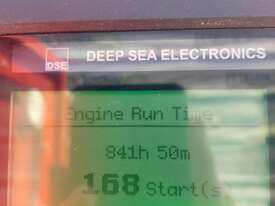 DSE
DEEP SEA ELECTRONICS
Engine Run Time
841h 50m
168 Start(s)